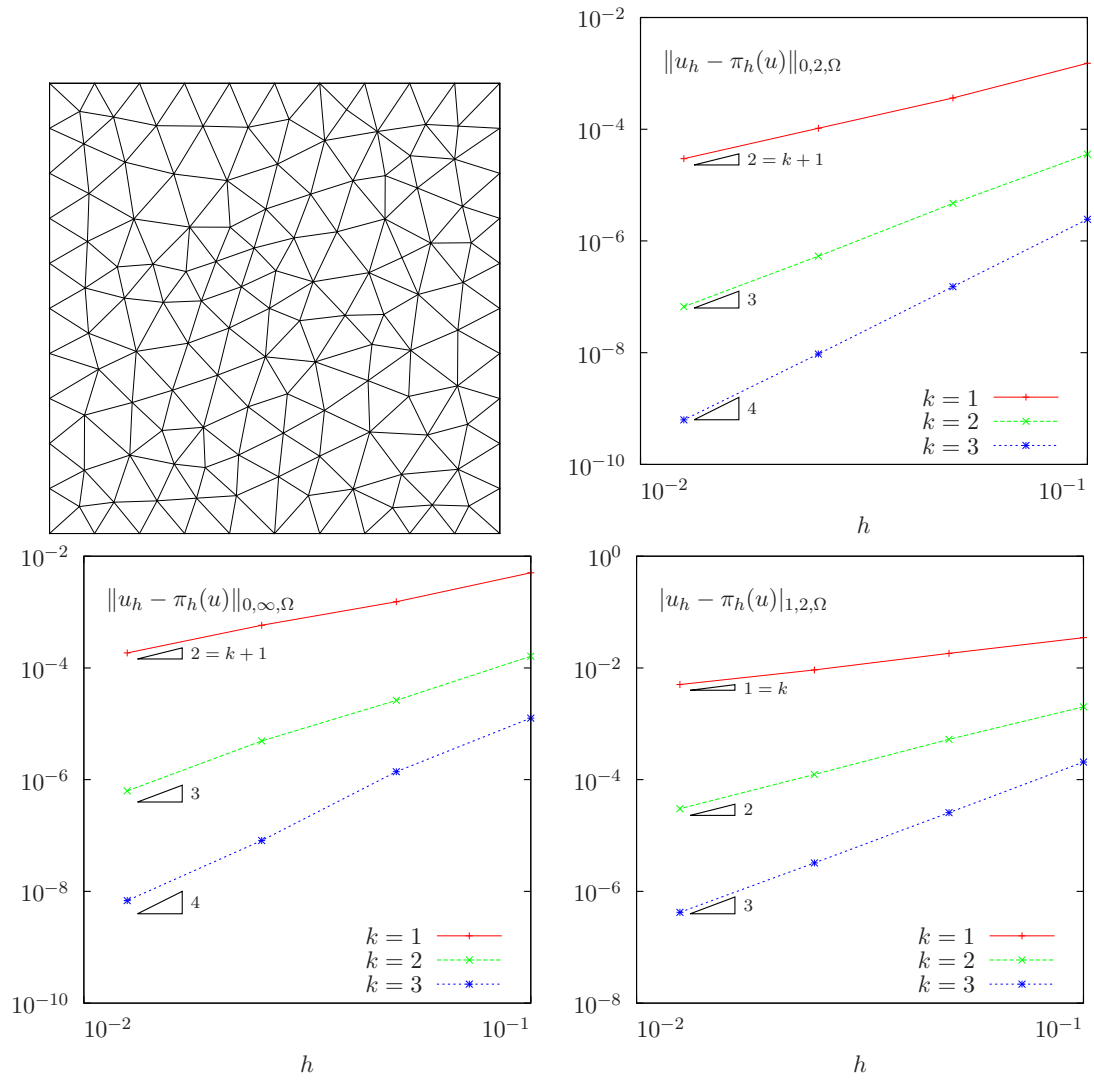 10⁻²
‖u_h − π_h(u)‖_{0,2,Ω}
10⁻⁴
2 = k + 1
10⁻⁶
3
10⁻⁸
4
k = 1
k = 2
k = 3
10⁻¹⁰
10⁻² 10⁻¹
h
10⁻²
‖u_h − π_h(u)‖_{0,∞,Ω}
10⁻⁴
2 = k + 1
10⁻⁶
3
10⁻⁸
4
k = 1
k = 2
k = 3
10⁻¹⁰
10⁻² 10⁻¹
h
10⁰
|u_h − π_h(u)|_{1,2,Ω}
10⁻²
1 = k
10⁻⁴
2
10⁻⁶
3
k = 1
k = 2
k = 3
10⁻⁸
10⁻² 10⁻¹
h